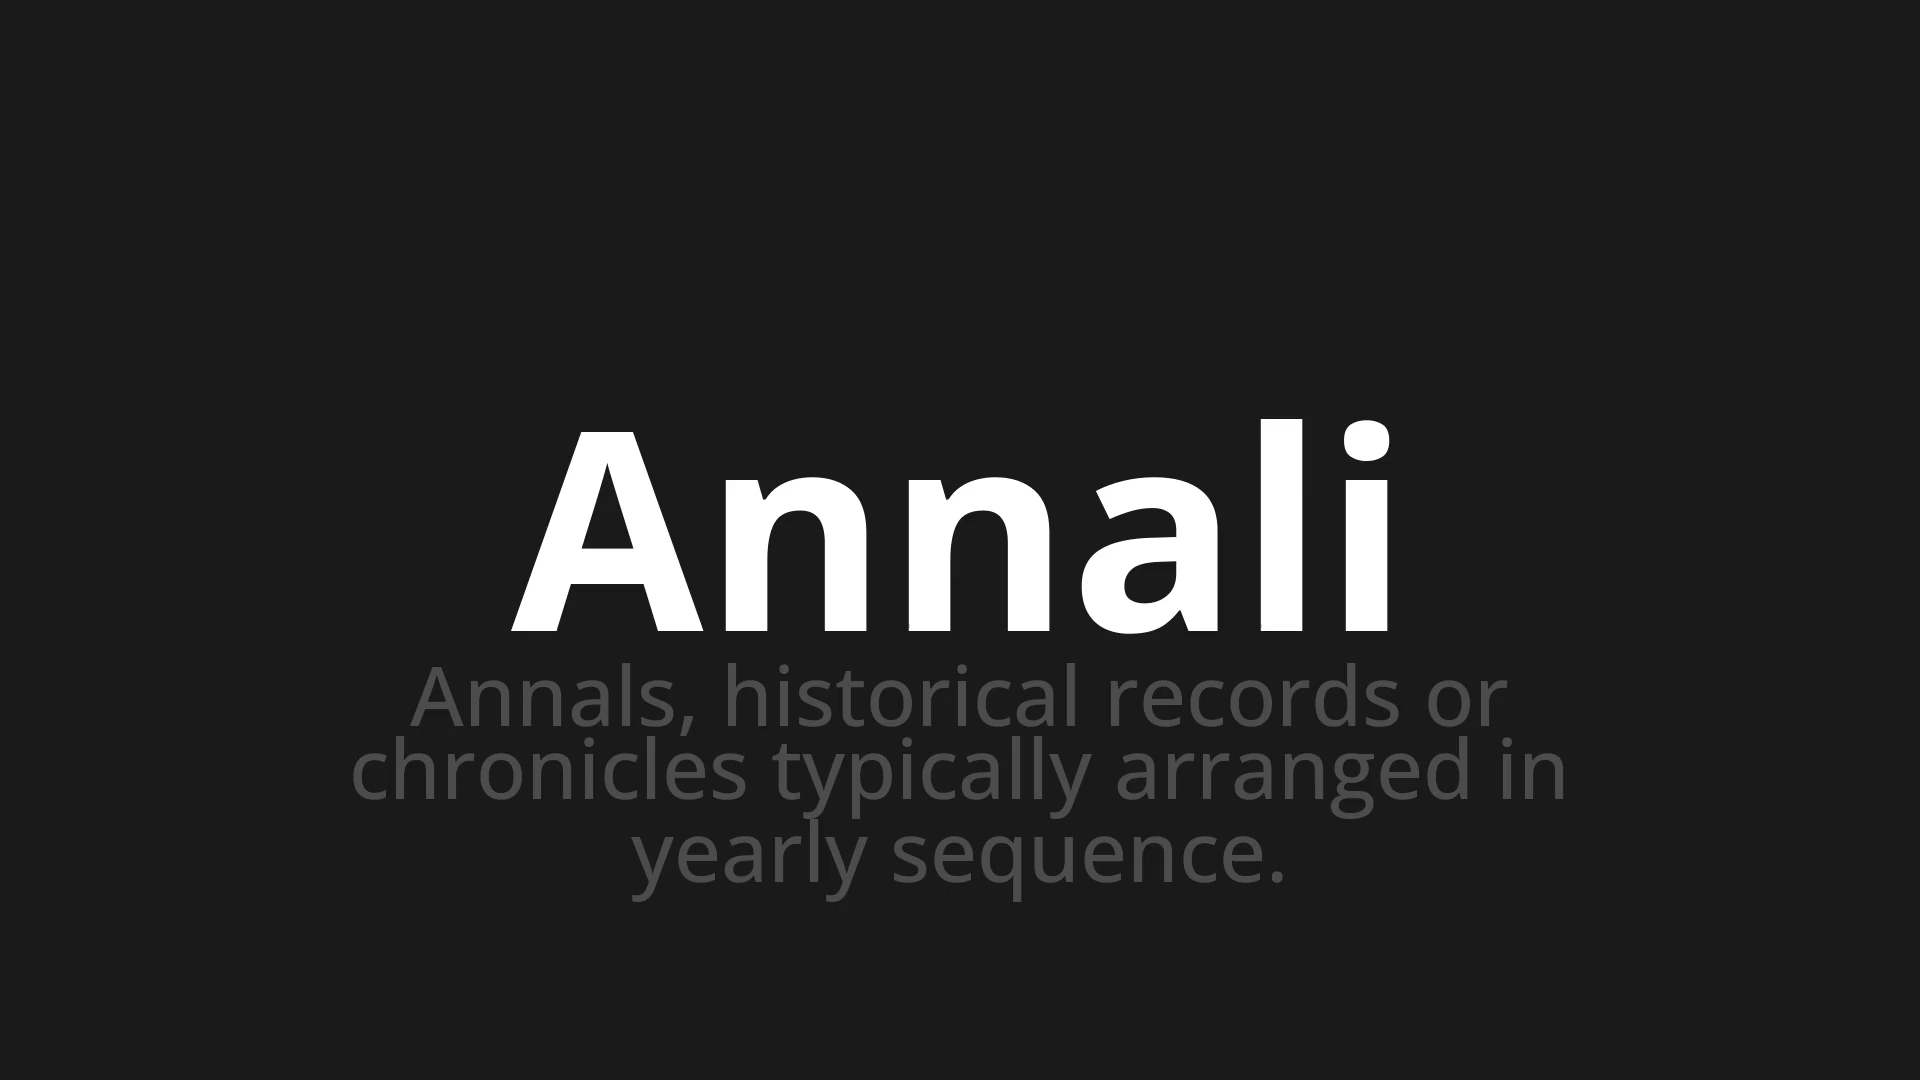 Annali
Annals, historical records or
chronicles typically arranged in
yearly sequence.